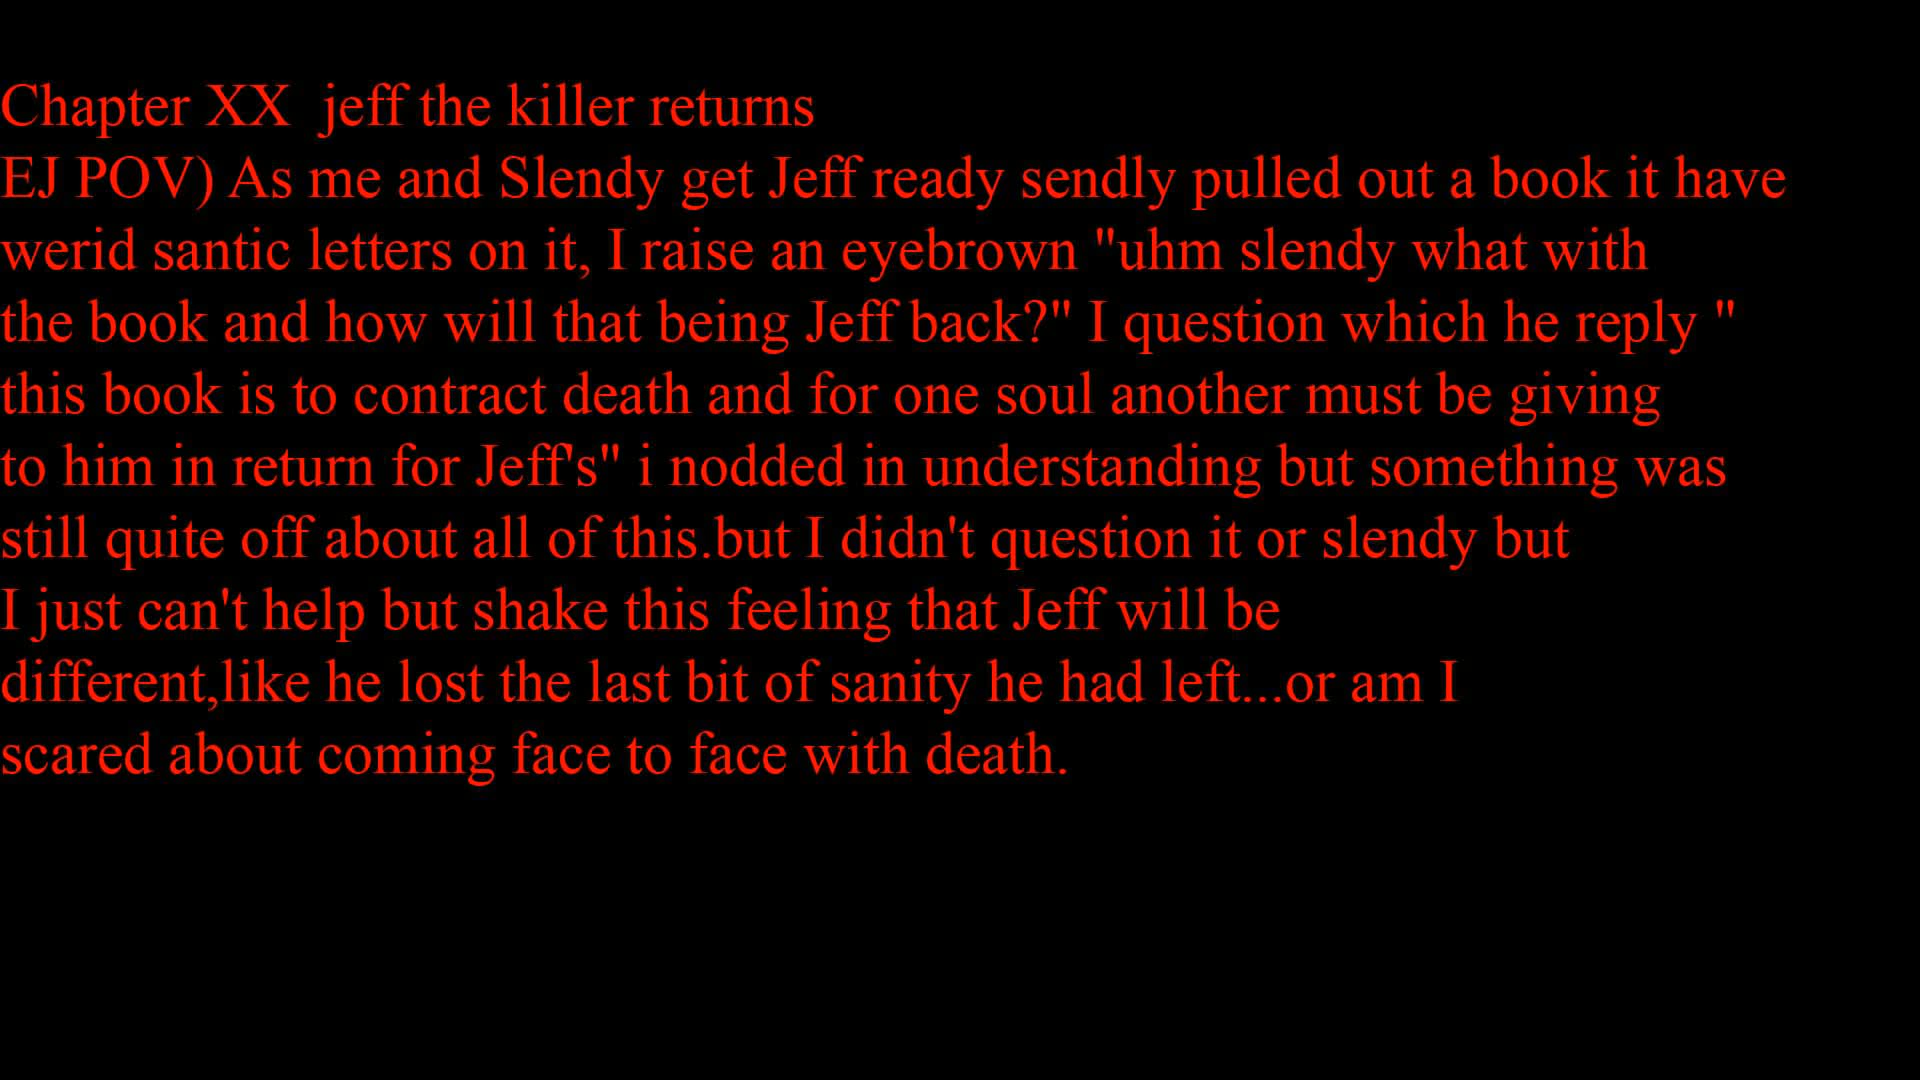 Chapter XX  jeff the killer returns
EJ POV) As me and Slendy get Jeff ready sendly pulled out a book it have
werid santic letters on it, I raise an eyebrown "uhm slendy what with
the book and how will that being Jeff back?" I question which he reply "
this book is to contract death and for one soul another must be giving
to him in return for Jeff's" i nodded in understanding but something was
still quite off about all of this.but I didn't question it or slendy but
I just can't help but shake this feeling that Jeff will be
different,like he lost the last bit of sanity he had left...or am I
scared about coming face to face with death.